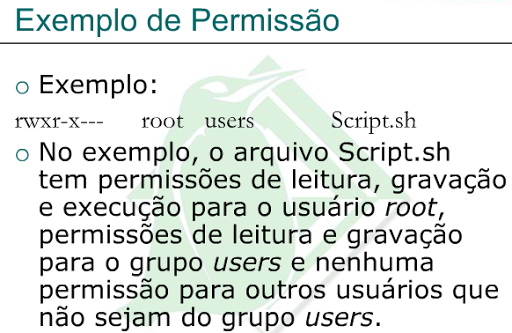 Exemplo de Permissão
o Exemplo:
rwxr-x--- root users Script.sh
o No exemplo, o arquivo Script.sh
tem permissões de leitura, gravação
e execução para o usuário root,
permissões de leitura e gravação
para o grupo users e nenhuma
permissão para outros usuários que
não sejam do grupo users.